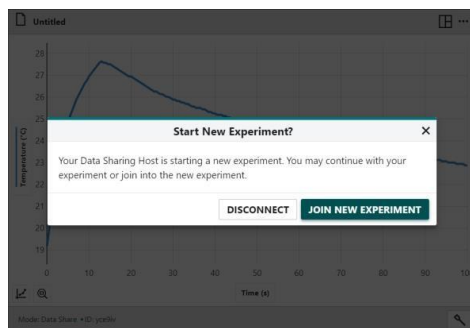 Untitled
28
27
26
25
24
23
22
21
20
19
Temperature (°C)
Start New Experiment?
Your Data Sharing Host is starting a new experiment. You may continue with your
experiment or join into the new experiment.
DISCONNECT
JOIN NEW EXPERIMENT
0 10 20 30 40 50 60 70 80 90
Time (s)
Mode: Data Share